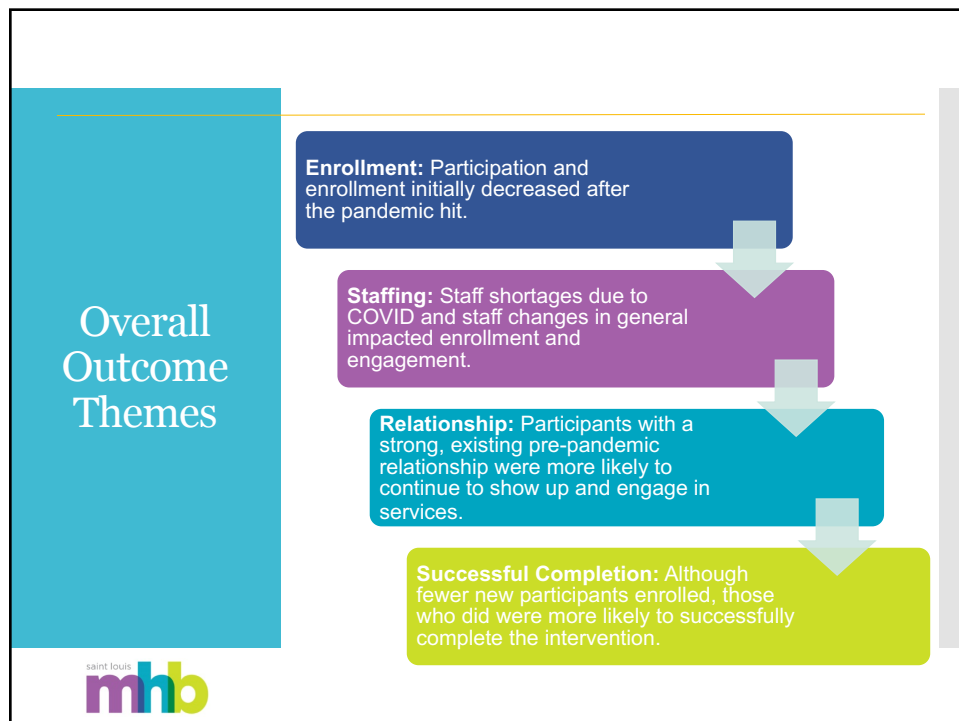 Overall
Outcome
Themes
Enrollment: Participation and
enrollment initially decreased after
the pandemic hit.
Staffing: Staff shortages due to
COVID and staff changes in general
impacted enrollment and
engagement.
Relationship: Participants with a
strong, existing pre-pandemic
relationship were more likely to
continue to show up and engage in
services.
Successful Completion: Although
fewer new participants enrolled, those
who did were more likely to successfully
complete the intervention.
saint louis
mhb